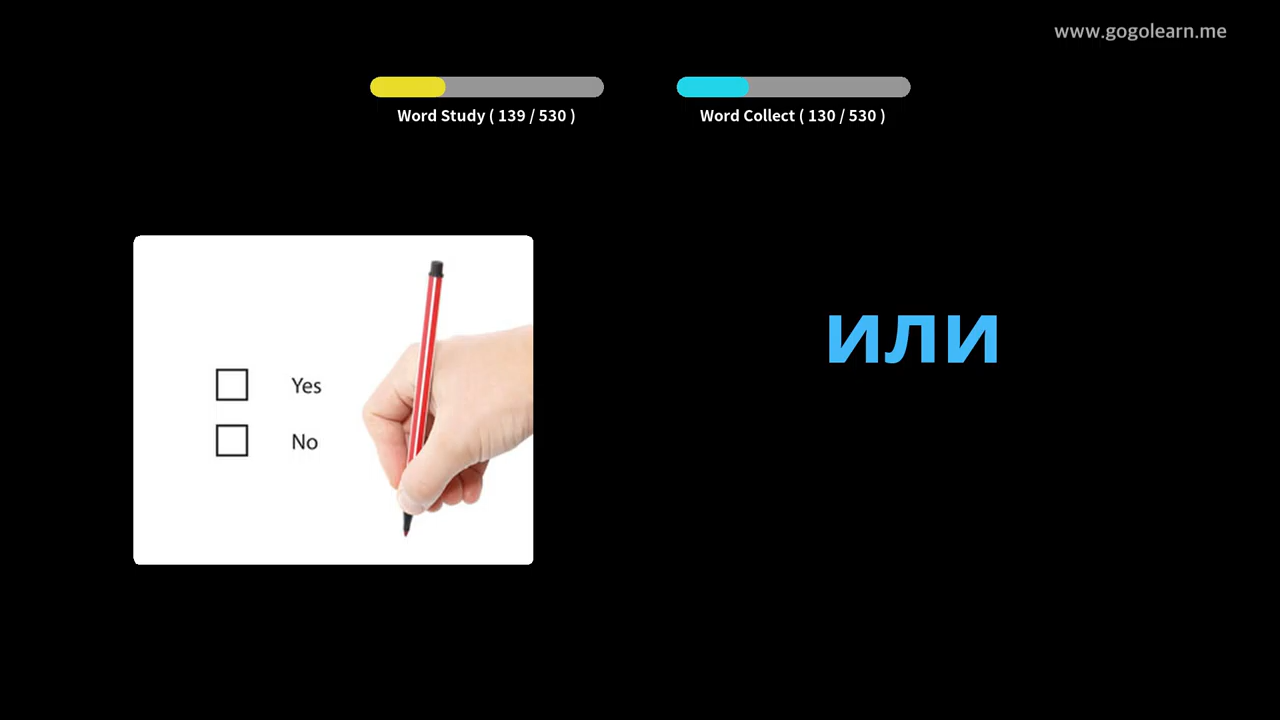 www.gogolearn.me
Word Study ( 139 / 530 )
Word Collect ( 130 / 530 )
Yes
No
или